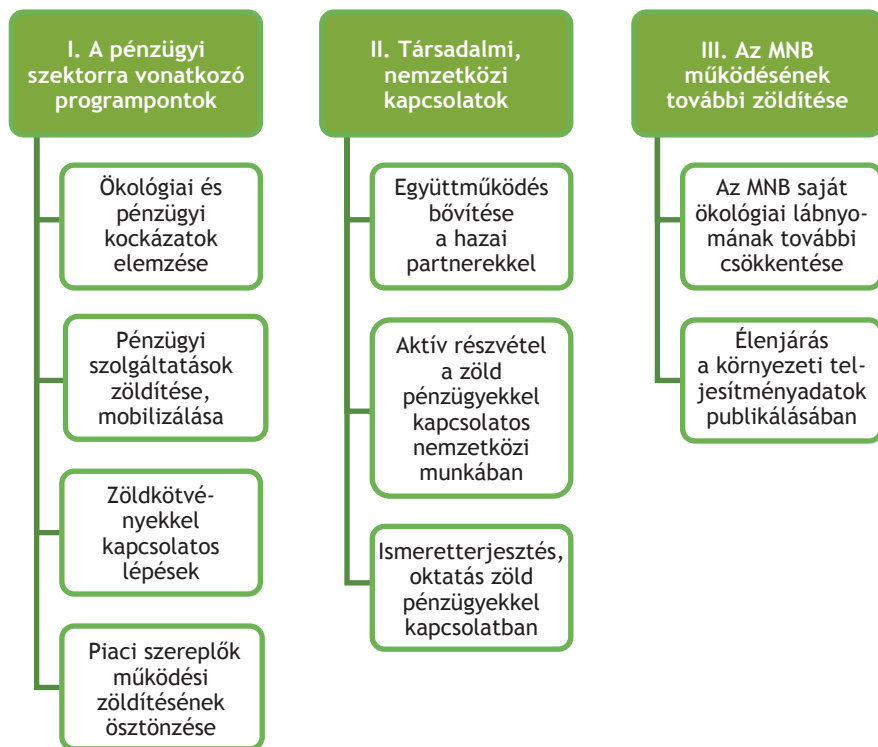 I. A pénzügyi
szektorra vonatkozó
programpontok
Ökológiai és
pénzügyi
kockázatok
elemzése
Pénzügyi
szolgáltatások
zöldítése,
mobilizálása
Zöldkötvé-
nyekkel
kapcsolatos
lépések
Piaci szereplők
működési
zöldítésének
ösztönzése
II. Társadalmi,
nemzetközi
kapcsolatok
Együttműködés
bővítése
a hazai
partnerekkel
Aktív részvétel
a zöld
pénzügyekkel
kapcsolatos
nemzetközi
munkában
Ismeretterjesztés,
oktatás zöld
pénzügyekkel
kapcsolatban
III. Az MNB
működésének
további zöldítése
Az MNB saját
ökológiai lábnyo-
mának további
csökkentése
Élenjárás
a környezeti tel-
jesítményadatok
publikálásában